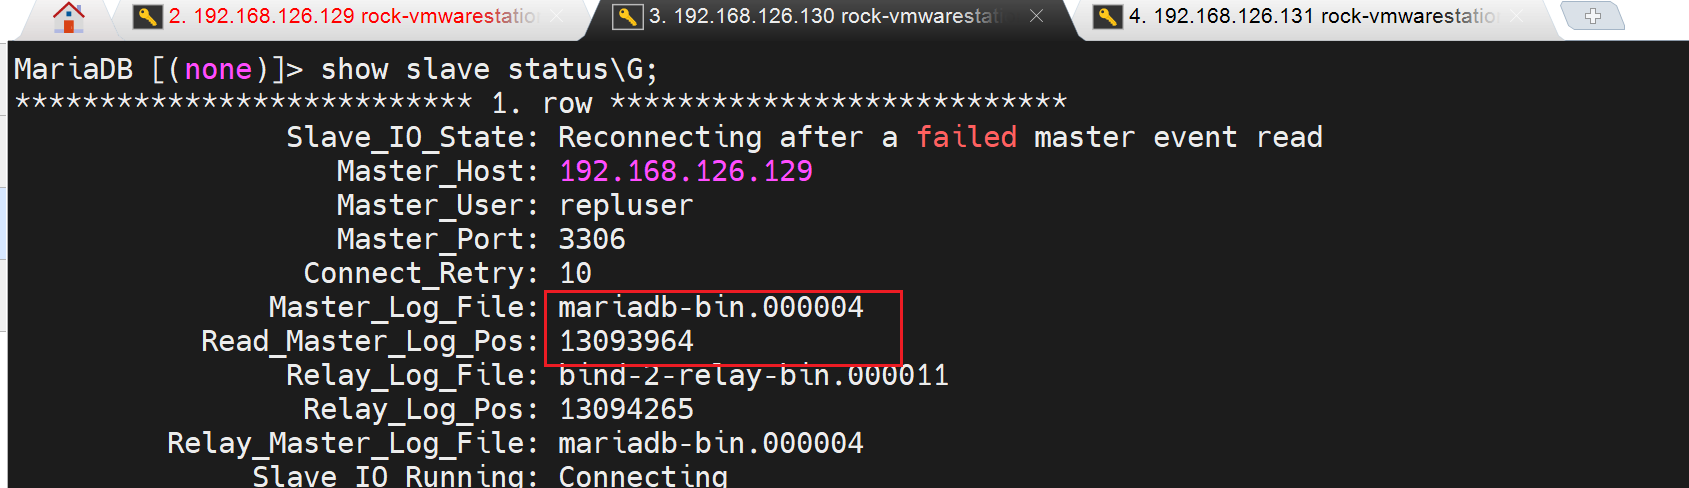 2. 192.168.126.129 rock-vmwarestation
3. 192.168.126.130 rock-vmwarestation
4. 192.168.126.131 rock-vmwarestation
MariaDB [(none)]> show slave status\G;
*************************** 1. row ***************************
Slave_IO_State: Reconnecting after a failed master event read
Master_Host: 192.168.126.129
Master_User: repluser
Master_Port: 3306
Connect_Retry: 10
Master_Log_File: mariadb-bin.000004
Read_Master_Log_Pos: 13093964
Relay_Log_File: bind-2-relay-bin.000011
Relay_Log_Pos: 13094265
Relay_Master_Log_File: mariadb-bin.000004
Slave_IO_Running: Connecting